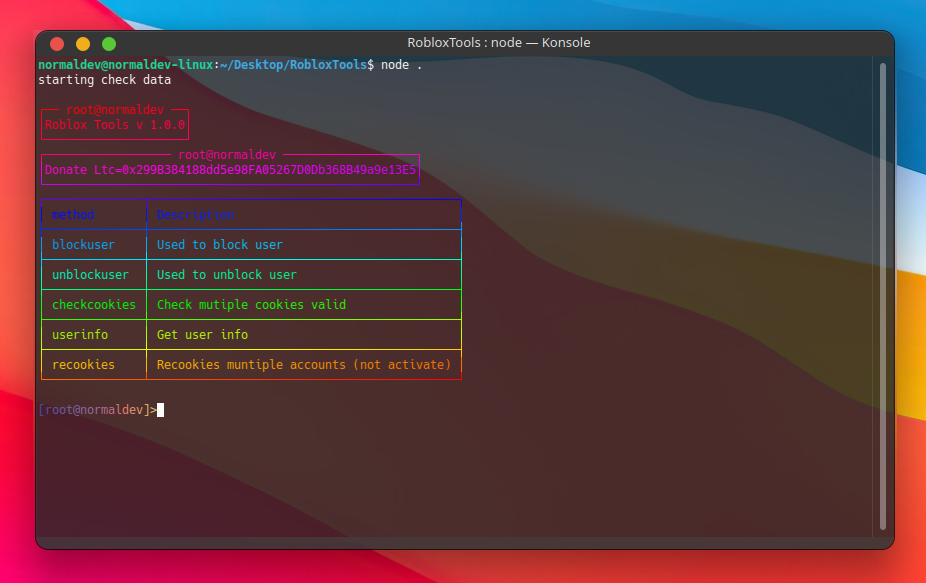 RobloxTools : node — Konsole
normaldev@normaldev-linux:~/Desktop/RobloxTools$ node .
starting check data
root@normaldev
Roblox Tools v 1.0.0
root@normaldev
Donate Ltc=0x299B384188dd5e98FA05267D0Db368B49a9e13E5
method Description
blockuser Used to block user
unblockuser Used to unblock user
checkcookies Check mutiple cookies valid
userinfo Get user info
recookies Recookies muntiple accounts (not activate)
[root@normaldev]>